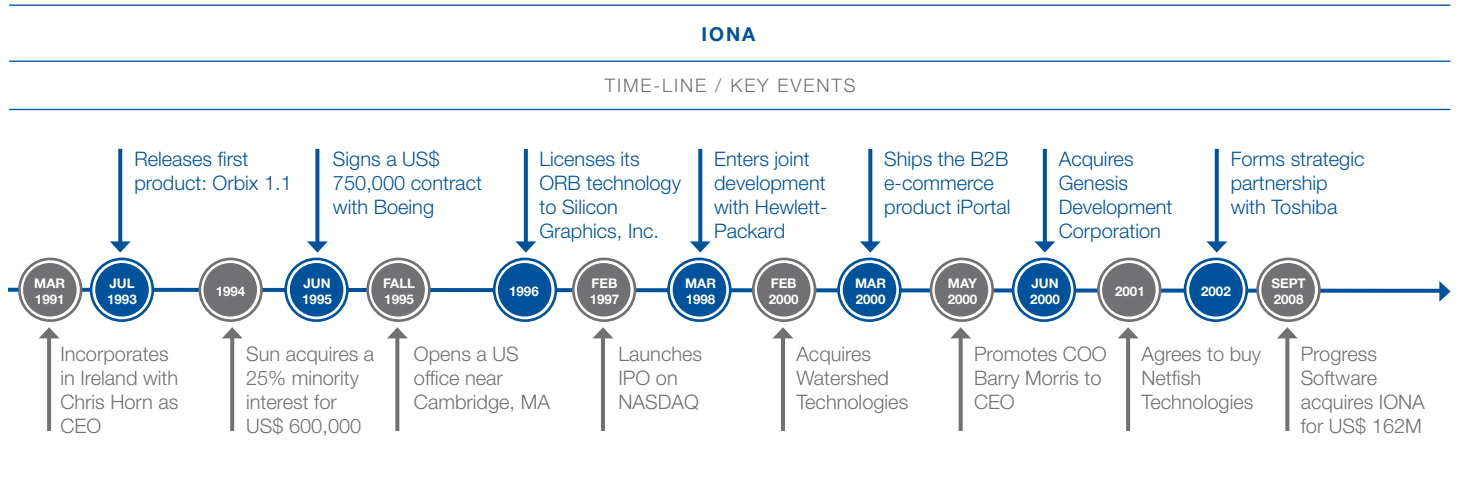 IONA
TIME-LINE / KEY EVENTS
Releases first
product: Orbix 1.1
Signs a US$
750,000 contract
with Boeing
Licenses its
ORB technology
to Silicon
Graphics, Inc.
Enters joint
development
with Hewlett-
Packard
Ships the B2B
e-commerce
product iPortal
Acquires
Genesis
Development
Corporation
Forms strategic
partnership
with Toshiba
MAR
1991
JUL
1993
1994
JUN
1995
FALL
1995
1996
FEB
1997
MAR
1998
FEB
2000
MAR
2000
MAY
2000
JUN
2000
2001
2002
SEPT
2008
Incorporates
in Ireland with
Chris Horn as
CEO
Sun acquires a
25% minority
interest for
US$ 600,000
Opens a US
office near
Cambridge, MA
Launches
IPO on
NASDAQ
Acquires
Watershed
Technologies
Promotes COO
Barry Morris to
CEO
Agrees to buy
Netfish
Technologies
Progress
Software
acquires IONA
for US$ 162M